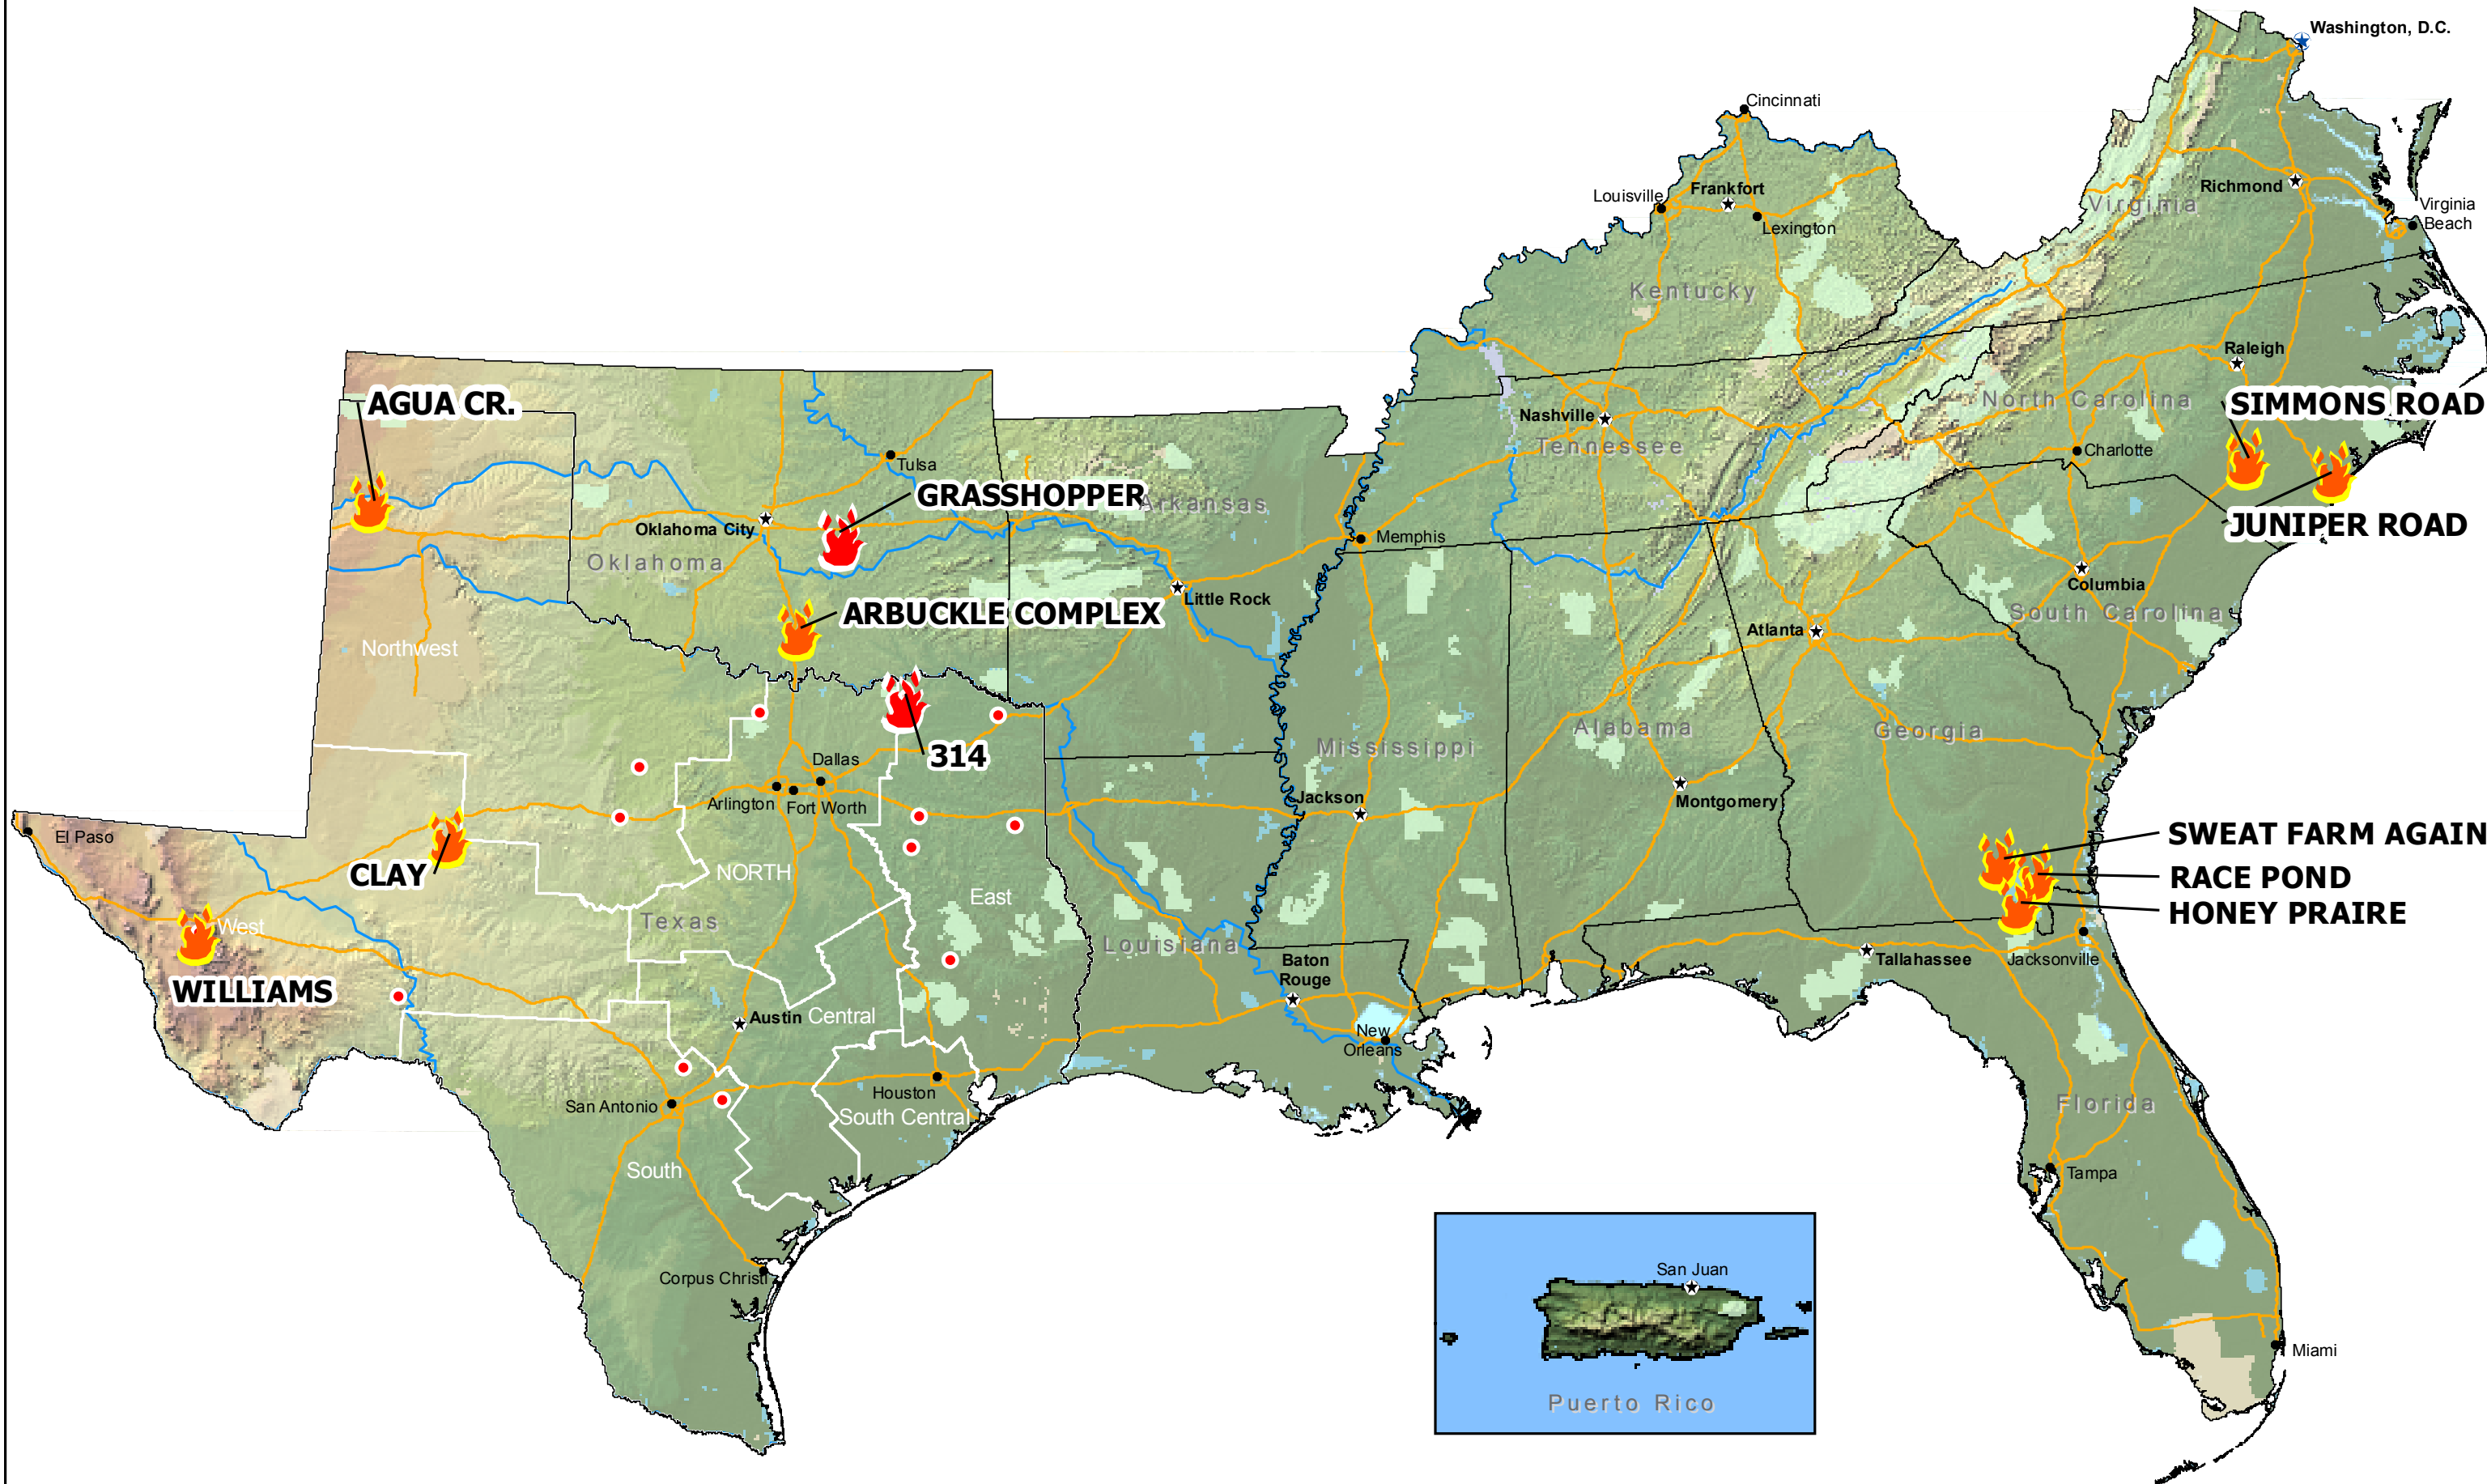 Washington, D.C.
Cincinnati
Louisville
Frankfort
Lexington
Richmond
Virginia
Virginia
Beach
Kentucky
Raleigh
AGUA CR.
North Carolina
SIMMONS ROAD
Nashville
Tennessee
Charlotte
Tulsa
GRASSHOPPER
Arkansas
Oklahoma City
JUNIPER ROAD
Memphis
Oklahoma
Columbia
Little Rock
ARBUCKLE COMPLEX
South Carolina
Atlanta
Northwest
314
Alabama
Georgia
Mississippi
Dallas
Arlington
Fort Worth
Jackson
Montgomery
El Paso
SWEAT FARM AGAIN
CLAY
NORTH
RACE POND
East
HONEY PRAIRE
West
Texas
Louisiana
Baton
Rouge
Tallahassee
Jacksonville
WILLIAMS
Austin
Central
New
Orleans
Houston
San Antonio
South Central
Florida
South
Tampa
San Juan
Corpus Christi
Miami
Puerto Rico